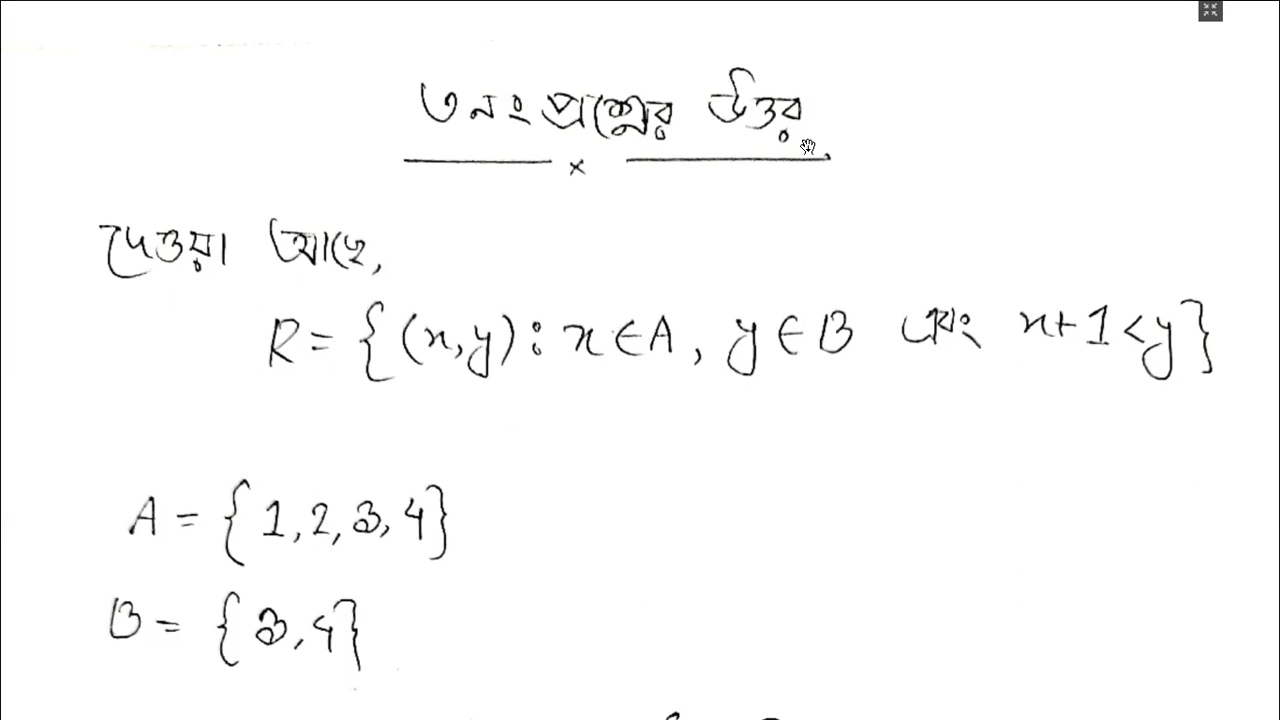 ৩ নং প্রশ্নের উত্তর
দেওয়া আছে,
R = {(x,y) : x ∈ A, y ∈ B এবং x + 1 < y}
A = {1, 2, 3, 4}
B = {3, 4}